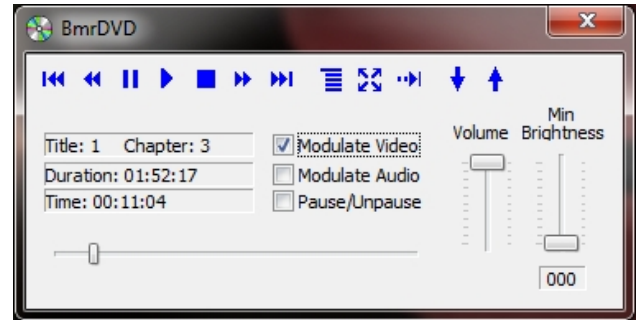 BmrDVD
Title: 1 Chapter: 3
Duration: 01:52:17
Time: 00:11:04
Modulate Video
Modulate Audio
Pause/Unpause
Volume
Min
Brightness
000